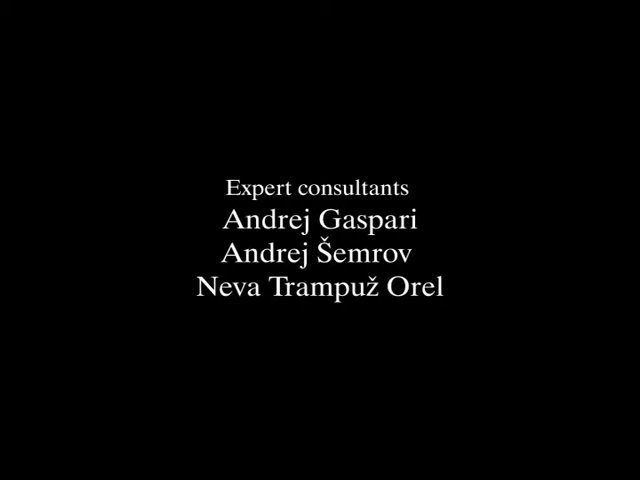 Expert consultants
Andrej Gaspari
Andrej Šemrov
Neva Trampuž Orel